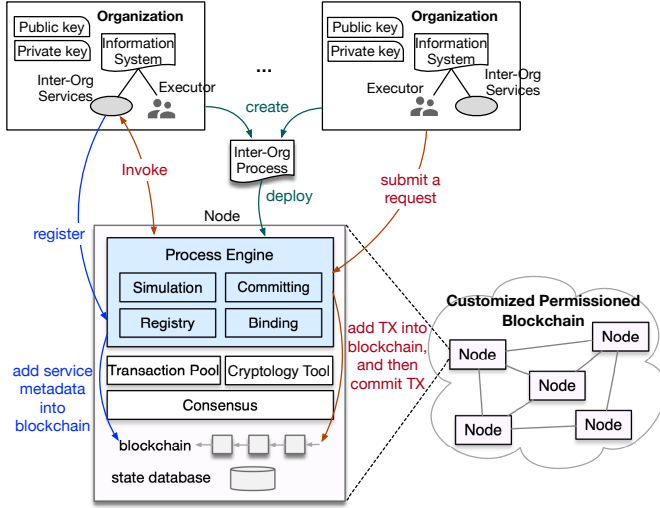 Organization
Public key
Private key
Information
System
Inter-Org
Services
Executor
...
Organization
Public key
Private key
Information
System
Executor
Inter-Org
Services
create
Inter-Org
Process
Invoke
deploy
submit a
request
register
Node
Process Engine
Simulation
Committing
Registry
Binding
Transaction Pool
Cryptology Tool
Consensus
blockchain
state database
add service
metadata
into
blockchain
add TX into
blockchain,
and then
commit TX
Customized Permissioned
Blockchain
Node
Node
Node
Node
Node